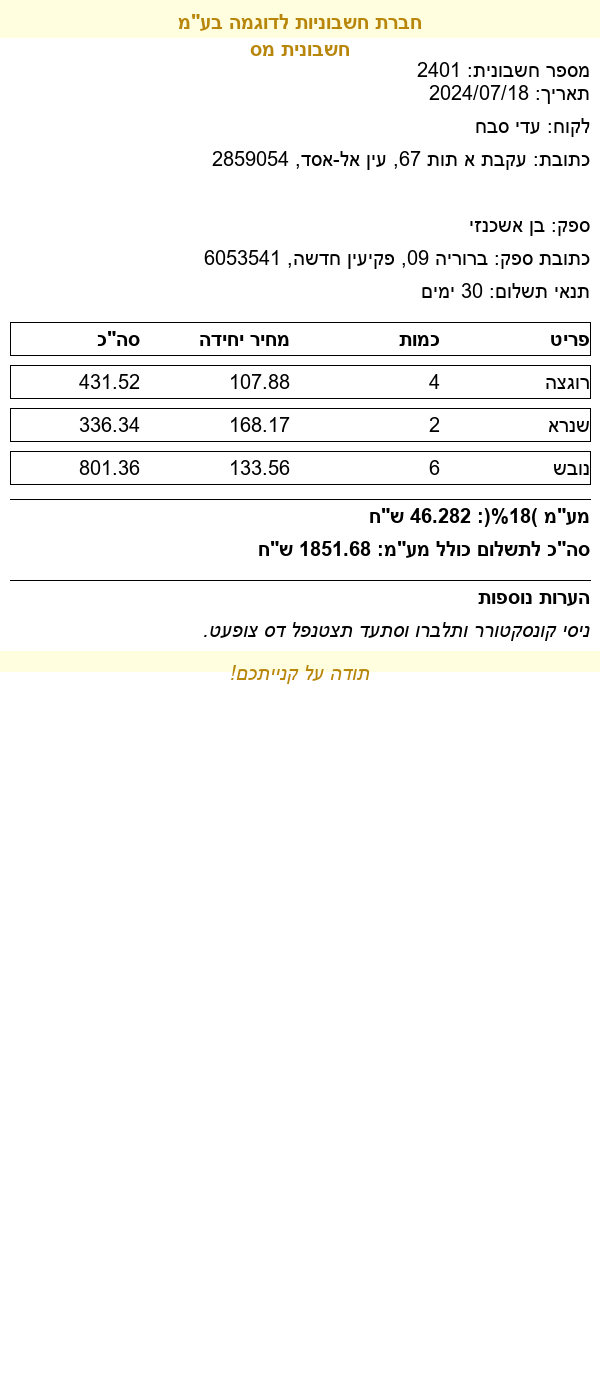 חברת חשבוניות לדוגמה בע"מ
חשבונית מס
מספר חשבונית: 2401
תאריך: 2024/07/18
לקוח: עדי סבח
כתובת: עקבת א תות 67, עין אל-אסד, 2859054
ספק: בן אשכנזי
כתובת ספק: ברוריה 09, פקיעין חדשה, 6053541
תנאי תשלום: 30 ימים
פריט כמות מחיר יחידה סה"כ
רוגצה 4 107.88 431.52
שנרא 2 168.17 336.34
נובש 6 133.56 801.36
מע"מ )18%(: 46.282 ש"ח
סה"כ לתשלום כולל מע"מ: 1851.68 ש"ח
הערות נוספות
ניסי קונסקטורר ותלברו וסתעד תצטנפל דס צופעט.
תודה על קנייתכם!